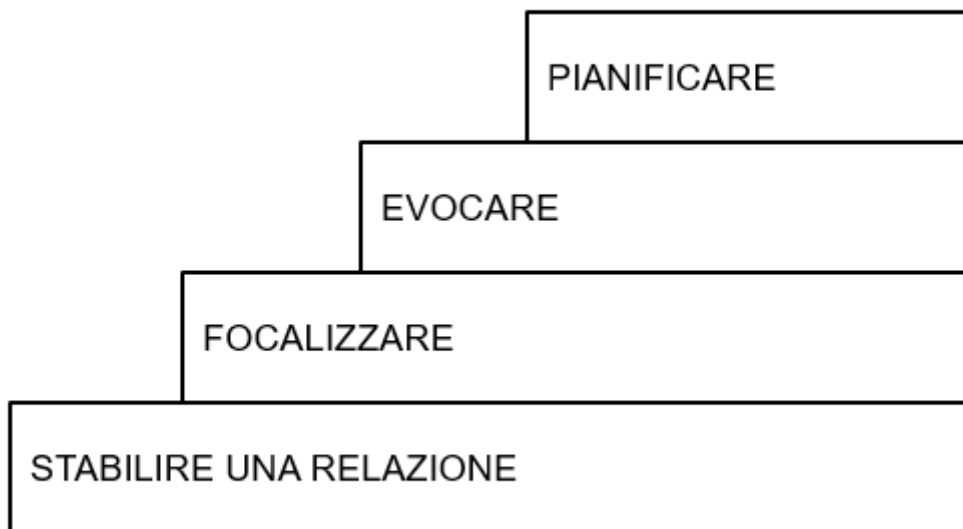 PIANIFICARE
EVOCARE
FOCALIZZARE
STABILIRE UNA RELAZIONE